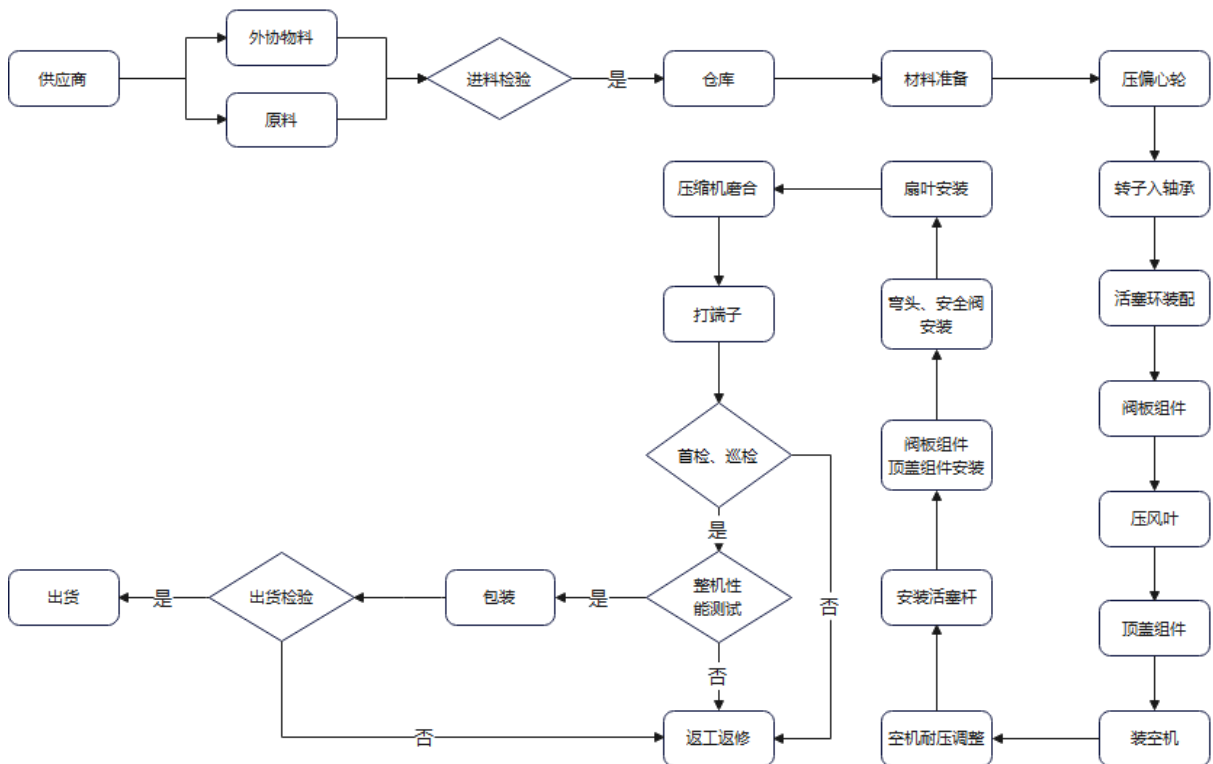 供应商
外协物料
原料
进料检验
是
仓库
材料准备
压偏心轮
转子入轴承
活塞环装配
阀板组件
压风叶
顶盖组件
装空机
空机耐压调整
安装活塞杆
阀板组件
顶盖组件安装
弯头、安全阀
安装
扇叶安装
压缩机磨合
打端子
首检、巡检
是
否
整机性
能测试
是
否
包装
出货检验
是
否
出货
返工返修